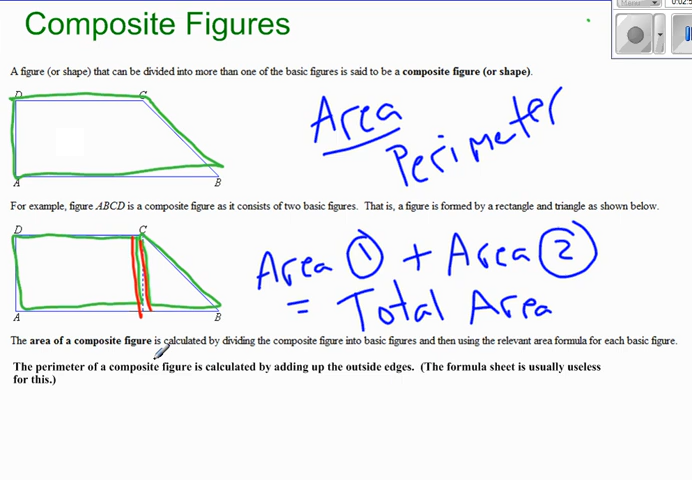 Composite Figures
A figure (or shape) that can be divided into more than one of the basic figures is said to be a composite figure (or shape).
D C
Area
Perimeter
A B
For example, figure ABCD is a composite figure as it consists of two basic figures. That is, a figure is formed by a rectangle and triangle as shown below.
D C
Area 1 + Area 2
= Total Area
A B
The area of a composite figure is calculated by dividing the composite figure into basic figures and then using the relevant area formula for each basic figure.
The perimeter of a composite figure is calculated by adding up the outside edges. (The formula sheet is usually useless
for this.)